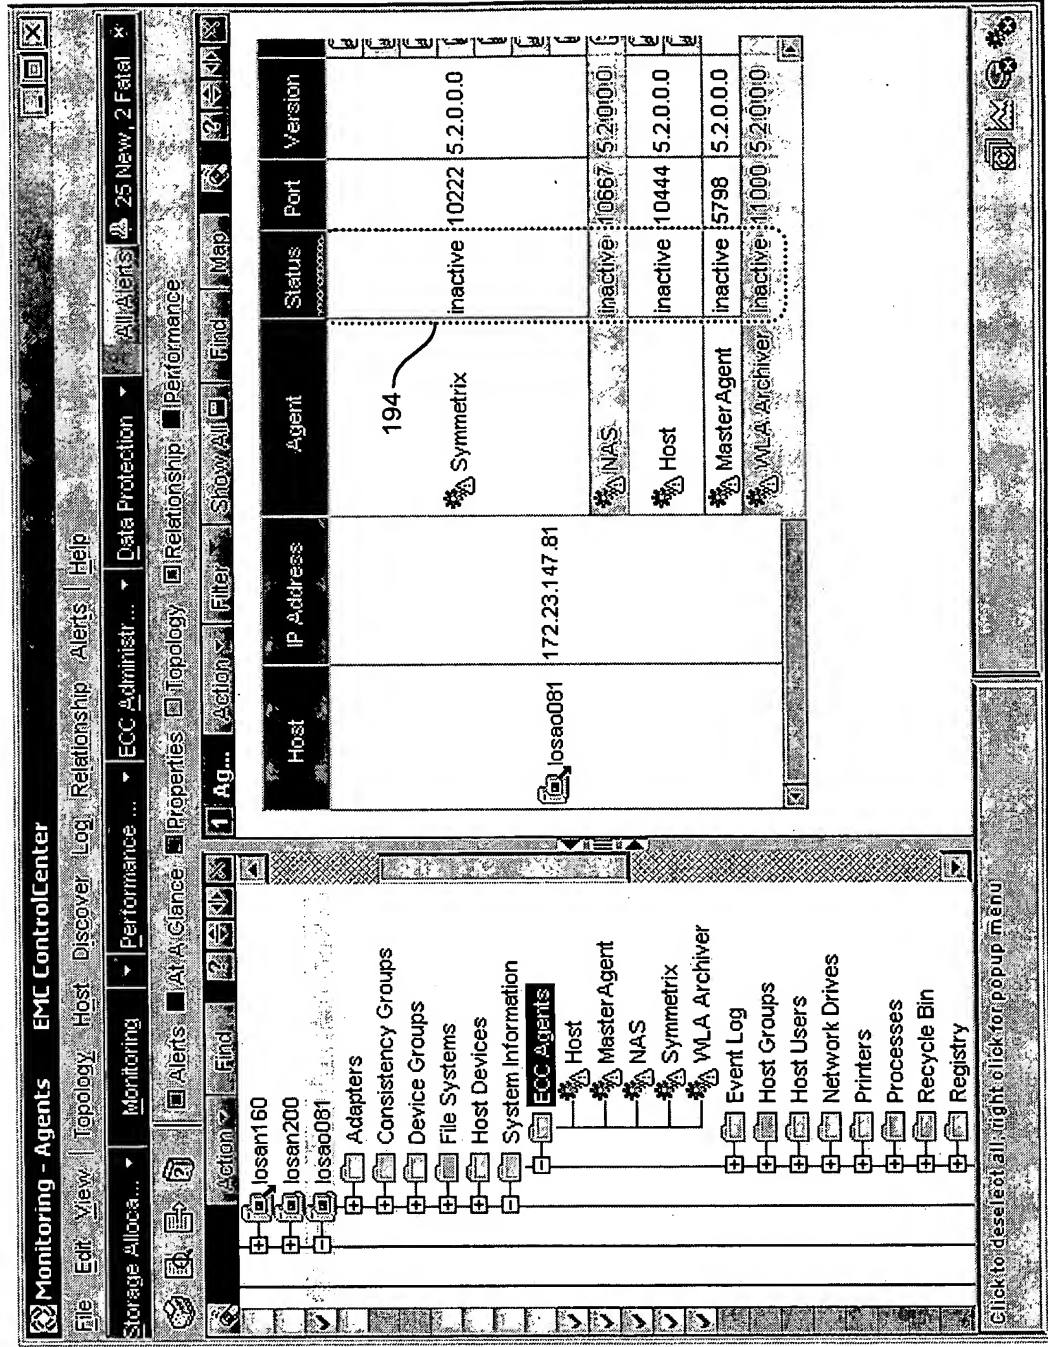 Monitoring - Agents EMC ControlCenter
File Edit View Topology Host Discover Log Relationship Alerts Help
Storage Alloca... Monitoring Performance ... ECC Administr... Data Protection All Alerts 25 New, 2 Fatal
Alerts At A Glance Properties Topology Relationship Performance
Action Find
losan160
losan200
losao081
Adapters
Consistency Groups
Device Groups
File Systems
Host Devices
System Information
ECC Agents
Host
MasterAgent
NAS
Symmetrix
WLA Archiver
Event Log
Host Groups
Host Users
Network Drives
Printers
Processes
Recycle Bin
Registry
1 Ag... Action Filter Show All Find Map
Host IP Address Agent Status Port Version
194
losao081 172.23.147.81 Symmetrix inactive 10222 5.2.0.0.0
NAS inactive 10667 5.2.0.0.0
Host inactive 10444 5.2.0.0.0
MasterAgent inactive 5798 5.2.0.0.0
WLA Archiver inactive 11000 5.2.0.0.0
Click to deselect all, right click for popup menu